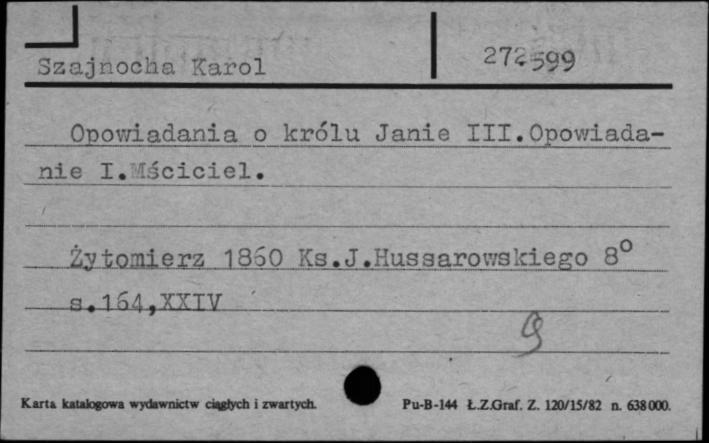 Szajnocha Karol 272599
Opowiadania o królu Janie III.Opowiada-
nie I.Mściciel.
Żytomierz 1860 Ks.J.Hussarowskiego 8°
s.164,XXIV
Karta katalogowa wydawnictw ciągłych i zwartych. Pu-B-144 Ł.Z.Graf. Z. 120/15/82 n. 638000.